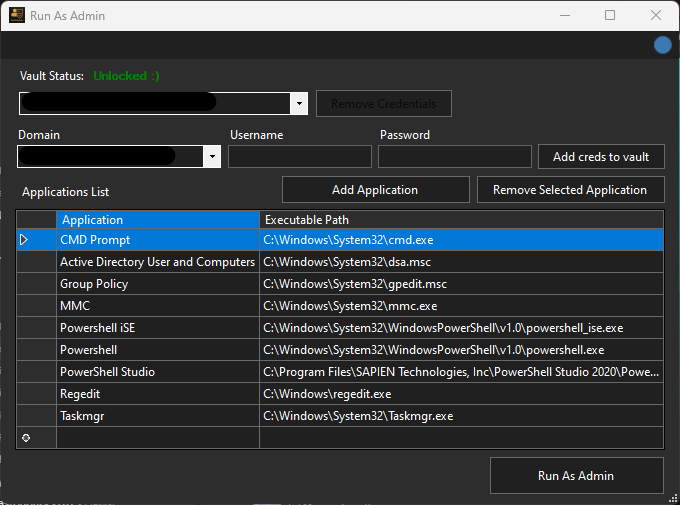 Run As Admin
Vault Status: Unlocked :)
Remove Credentials
Domain Username Password
Add creds to vault
Applications List Add Application Remove Selected Application
Application Executable Path
CMD Prompt C:\Windows\System32\cmd.exe
Active Directory User and Computers C:\Windows\System32\dsa.msc
Group Policy C:\Windows\System32\gpedit.msc
MMC C:\Windows\System32\mmc.exe
Powershell iSE C:\Windows\System32\WindowsPowerShell\v1.0\powershell_ise.exe
Powershell C:\Windows\System32\WindowsPowerShell\v1.0\powershell.exe
PowerShell Studio C:\Program Files\SAPIEN Technologies, Inc\PowerShell Studio 2020\Powe...
Regedit C:\Windows\regedit.exe
Taskmgr C:\Windows\System32\Taskmgr.exe
Run As Admin